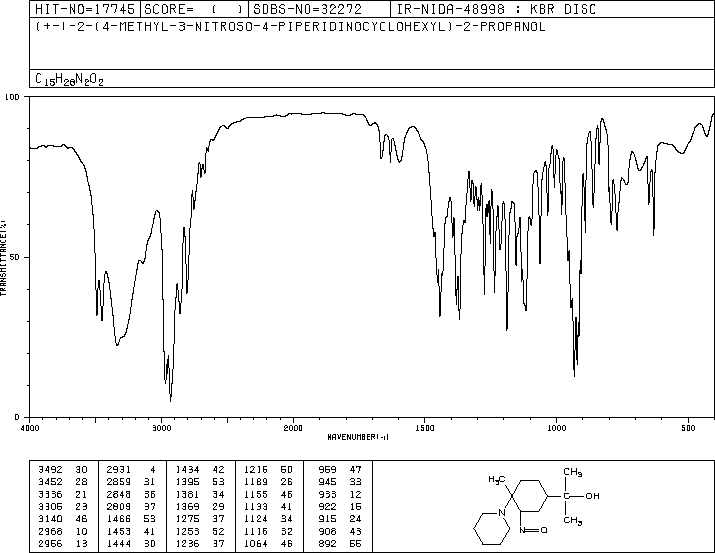 HIT-NO=17745 SCORE= ( ) SDBS-NO=32272 IR-NIDA-48998 : KBR DISC
(+-)-2-(4-METHYL-3-NITROSO-4-PIPERIDINOCYCLOHEXYL)-2-PROPANOL
C15H28N2O2
100
50
0
TRANSMITTANCE(%)
4000 3000 2000 1500 1000 500
WAVENUMBER(-1)
3492 30 2931 4 1434 42 1216 50 969 47
3452 28 2859 31 1395 53 1189 26 945 33
3336 21 2848 36 1381 34 1155 46 933 12
3305 23 2809 37 1369 29 1133 41 922 16
3140 46 1466 53 1275 37 1124 34 915 24
2968 10 1453 41 1253 52 1116 32 908 43
2956 13 1444 30 1236 37 1064 46 892 55
CH3
H3C
C OH
CH3
N
N O